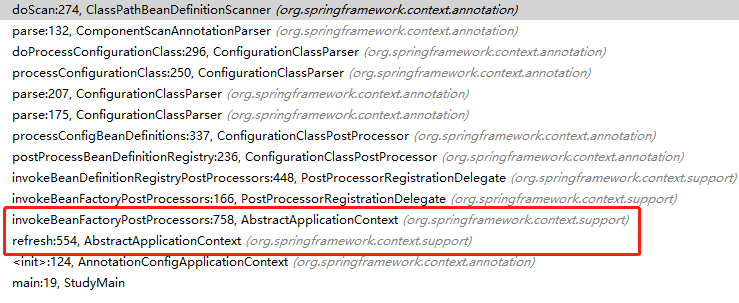 doScan:274, ClassPathBeanDefinitionScanner (org.springframework.context.annotation)
parse:132, ComponentScanAnnotationParser (org.springframework.context.annotation)
doProcessConfigurationClass:296, ConfigurationClassParser (org.springframework.context.annotation)
processConfigurationClass:250, ConfigurationClassParser (org.springframework.context.annotation)
parse:207, ConfigurationClassParser (org.springframework.context.annotation)
parse:175, ConfigurationClassParser (org.springframework.context.annotation)
processConfigBeanDefinitions:337, ConfigurationClassPostProcessor (org.springframework.context.annotation)
postProcessBeanDefinitionRegistry:236, ConfigurationClassPostProcessor (org.springframework.context.annotation)
invokeBeanDefinitionRegistryPostProcessors:448, PostProcessorRegistrationDelegate (org.springframework.context.support)
invokeBeanFactoryPostProcessors:166, PostProcessorRegistrationDelegate (org.springframework.context.support)
invokeBeanFactoryPostProcessors:758, AbstractApplicationContext (org.springframework.context.support)
refresh:554, AbstractApplicationContext (org.springframework.context.support)
<init>:124, AnnotationConfigApplicationContext (org.springframework.context.annotation)
main:19, StudyMain